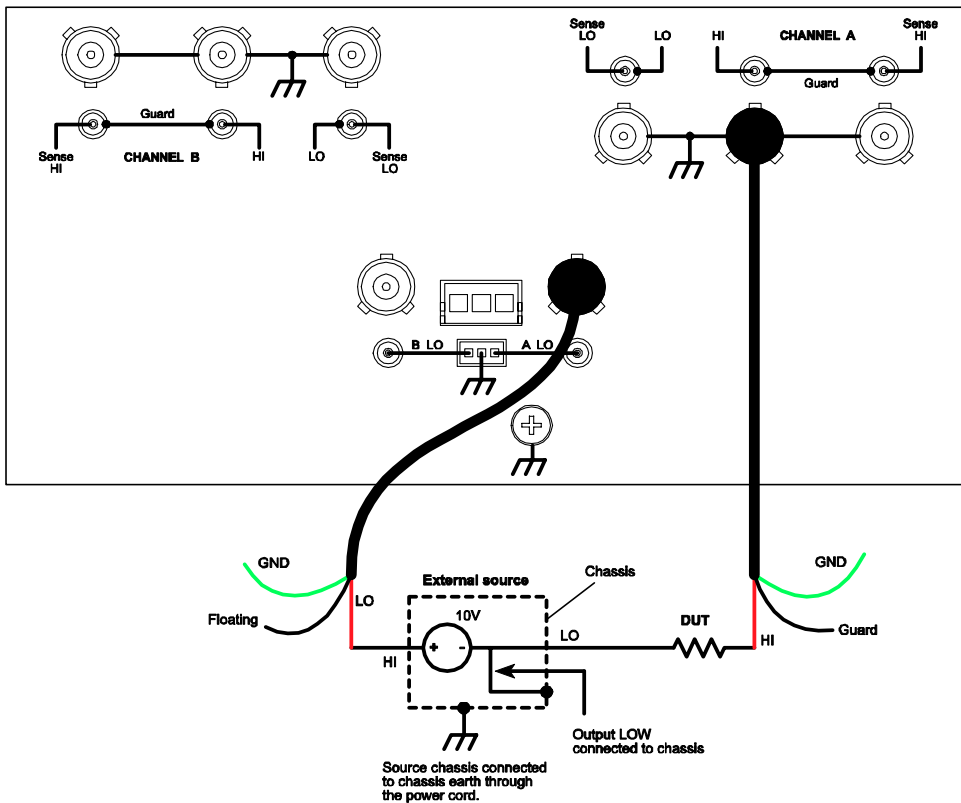 Sense
LO
LO
HI
CHANNEL A
Sense
HI
Guard
Guard
Sense
HI
CHANNEL B
HI
LO
Sense
LO
B LO
A LO
GND
Floating
LO
External source
Chassis
10V
+
-
HI
LO
DUT
HI
GND
Guard
Output LOW
connected to chassis
Source chassis connected
to chassis earth through
the power cord.